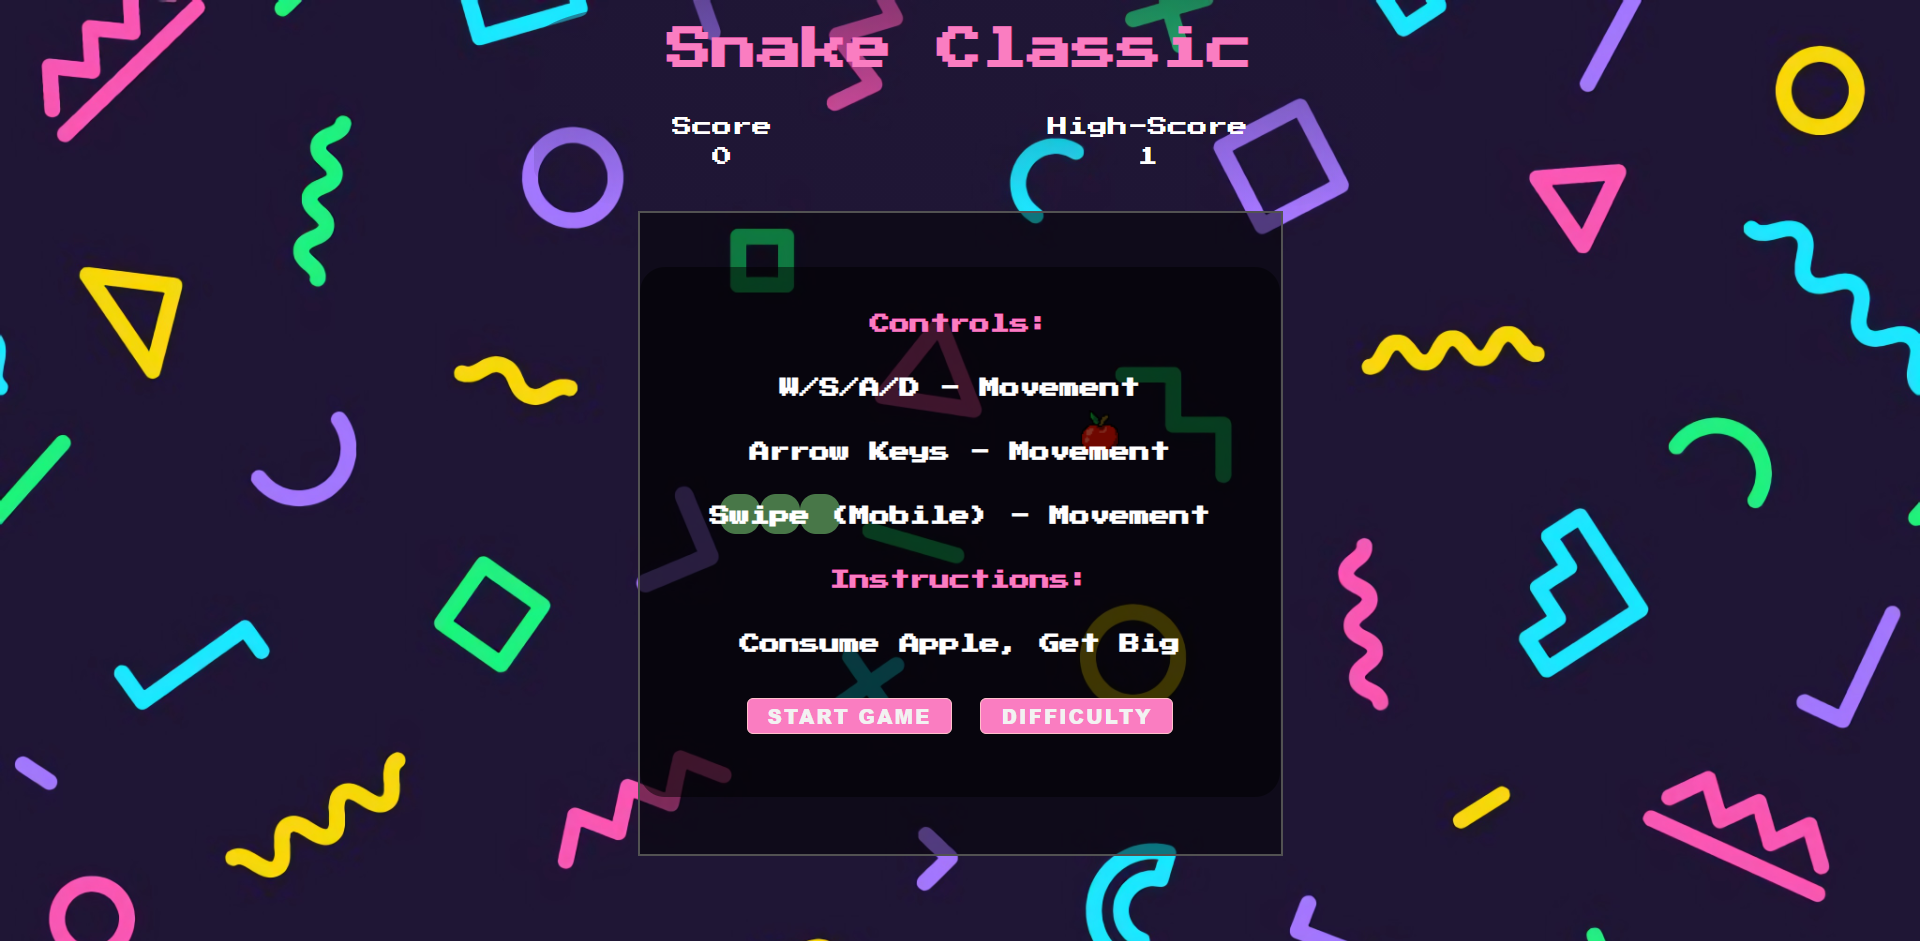 Snake Classic
Score
0
High-Score
1
Controls:
W/S/A/D - Movement
Arrow Keys - Movement
Swipe (Mobile) - Movement
Instructions:
Consume Apple, Get Big
START GAME
DIFFICULTY